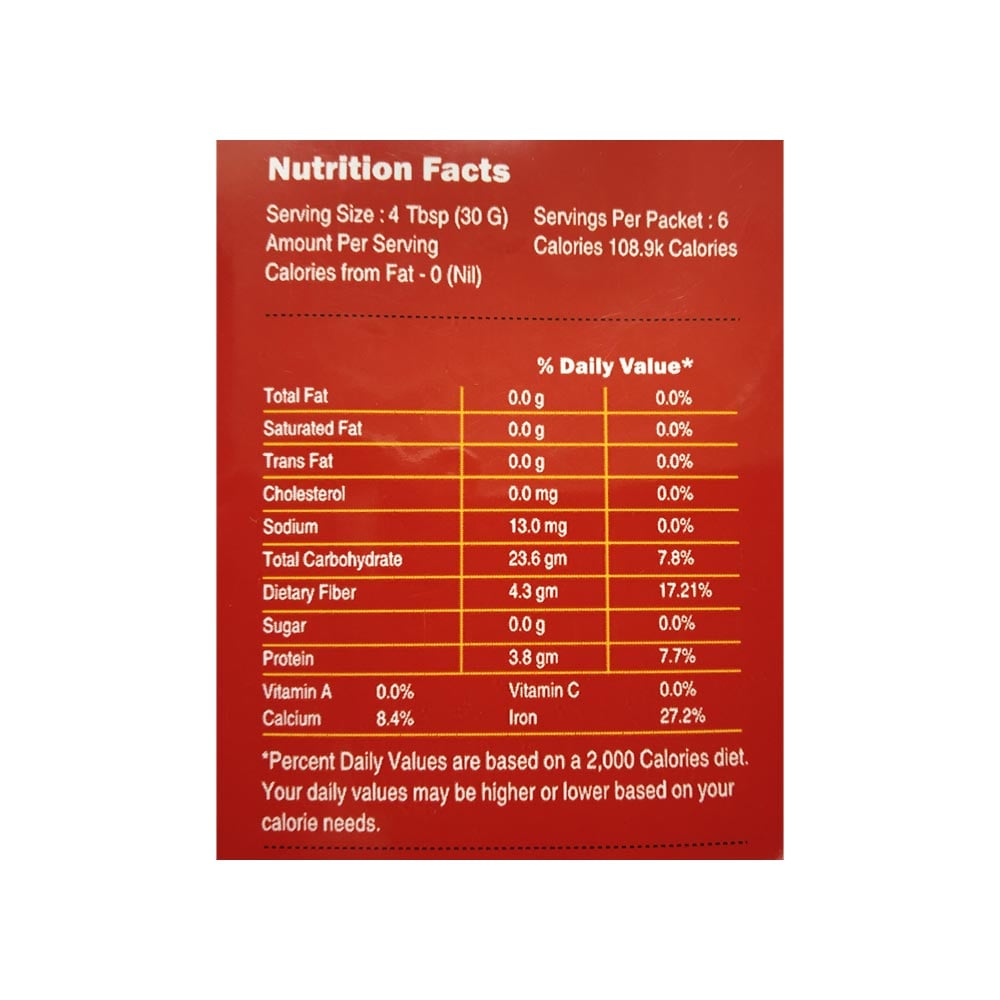 Nutrition Facts
Serving Size : 4 Tbsp (30 G) Servings Per Packet : 6
Amount Per Serving Calories 108.9k Calories
Calories from Fat - 0 (Nil)
% Daily Value*
Total Fat 0.0 g 0.0%
Saturated Fat 0.0 g 0.0%
Trans Fat 0.0 g 0.0%
Cholesterol 0.0 mg 0.0%
Sodium 13.0 mg 0.0%
Total Carbohydrate 23.6 gm 7.8%
Dietary Fiber 4.3 gm 17.21%
Sugar 0.0 g 0.0%
Protein 3.8 gm 7.7%
Vitamin A 0.0% Vitamin C 0.0%
Calcium 8.4% Iron 27.2%
*Percent Daily Values are based on a 2,000 Calories diet.
Your daily values may be higher or lower based on your
calorie needs.